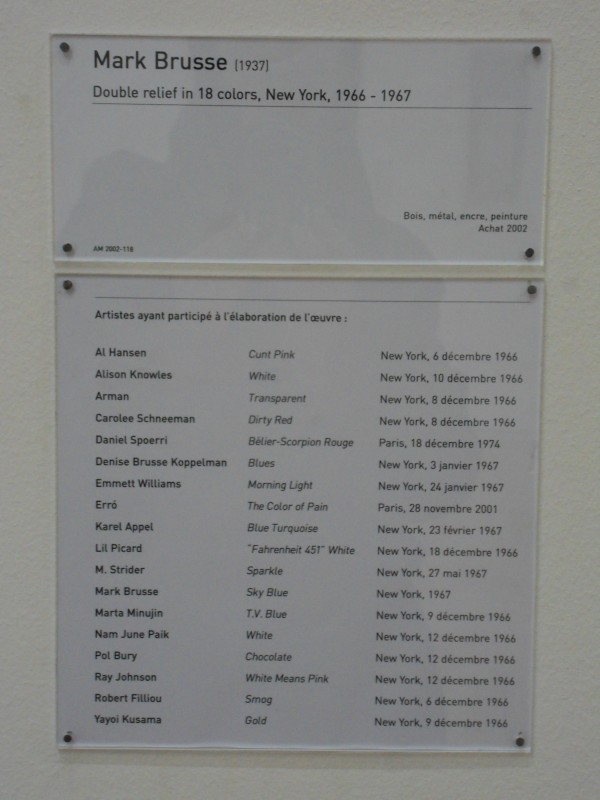 Mark Brusse (1937)
Double relief in 18 colors, New York, 1966 - 1967
Bois, métal, encre, peinture
Achat 2002
AM 2002-118
Artistes ayant participé à l'élaboration de l'œuvre :
Al Hansen Cunt Pink New York, 6 décembre 1966
Alison Knowles White New York, 10 décembre 1966
Arman Transparent New York, 8 décembre 1966
Carolee Schneeman Dirty Red New York, 8 décembre 1966
Daniel Spoerri Bèlier-Scorpion Rouge Paris, 18 décembre 1974
Denise Brusse Koppelman Blues New York, 3 janvier 1967
Emmett Williams Morning Light New York, 24 janvier 1967
Erró The Color of Pain Paris, 28 novembre 2001
Karel Appel Blue Turquoise New York, 23 février 1967
Lil Picard "Fahrenheit 451" White New York, 18 décembre 1966
M. Strider Sparkle New York, 27 mai 1967
Mark Brusse Sky Blue New York, 1967
Marta Minujin T.V. Blue New York, 9 décembre 1966
Nam June Paik White New York, 12 décembre 1966
Pol Bury Chocolate New York, 12 décembre 1966
Ray Johnson White Means Pink New York, 12 décembre 1966
Robert Filliou Smog New York, 6 décembre 1966
Yayoi Kusama Gold New York, 9 décembre 1966